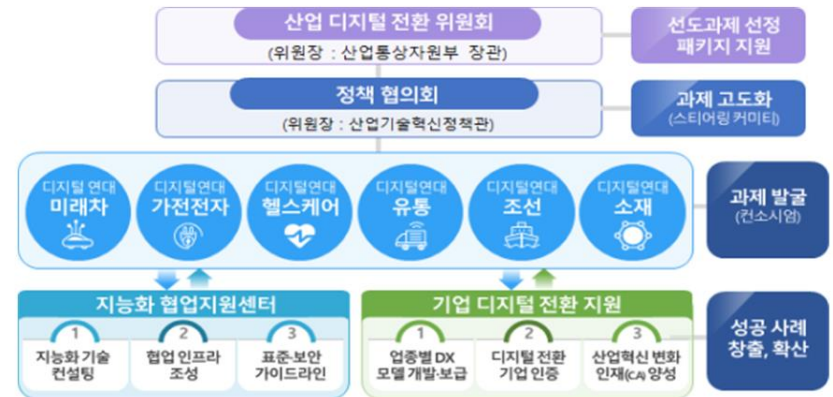 산업 디지털 전환 위원회
(위원장 : 산업통상자원부 장관)
선도과제 선정
패키지 지원
정책 협의회
(위원장 : 산업기술혁신정책관)
과제 고도화
(스티어링 커미티)
디지털 연대
미래차
디지털연대
가전전자
디지털연대
헬스케어
디지털연대
유통
디지털연대
조선
디지털연대
소재
과제 발굴
(컨소시엄)
지능화 협업지원센터
1
지능화 기술
컨설팅
2
협업 인프라
조성
3
표준·보안
가이드라인
기업 디지털 전환 지원
1
업종별 DX
모델 개발·보급
2
디지털 전환
기업 인증
3
산업혁신 변화
인재(CA) 양성
성공 사례
창출, 확산